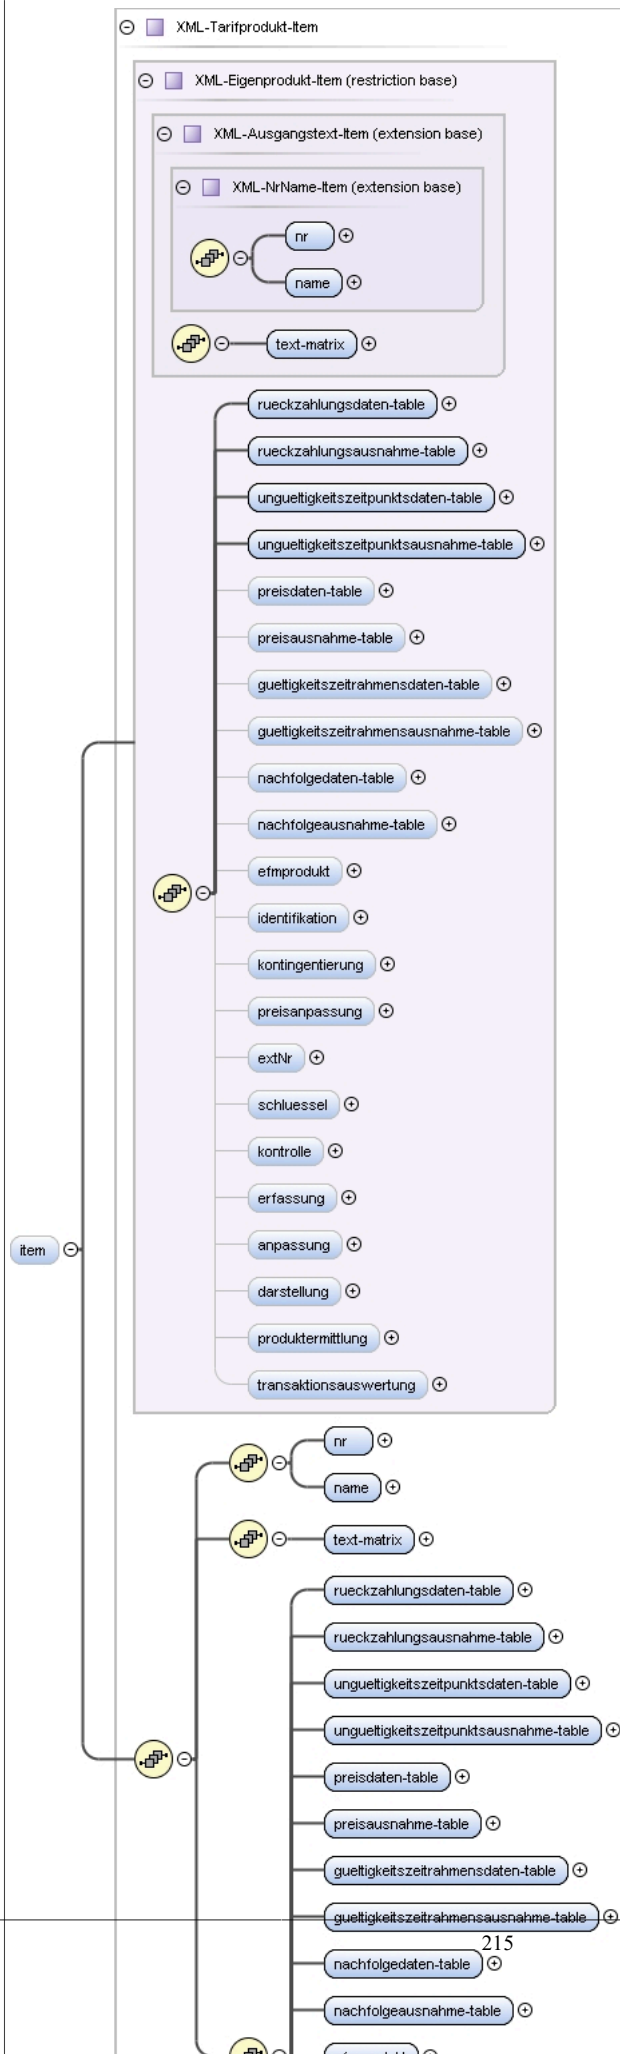 XML-Tarifprodukt-Item
XML-Eigenprodukt-Item (restriction base)
XML-Ausgangstext-Item (extension base)
XML-NrName-Item (extension base)
nr
name
text-matrix
rueckzahlungsdaten-table
rueckzahlungsausnahme-table
ungueltigkeitszeitpunktsdaten-table
ungueltigkeitszeitpunktsausnahme-table
preisdaten-table
preisausnahme-table
gueltigkeitszeitrahmensdaten-table
gueltigkeitszeitrahmensausnahme-table
nachfolgedaten-table
nachfolgeausnahme-table
efmprodukt
identifikation
kontingentierung
preisanpassung
extNr
schluessel
kontrolle
erfassung
item
anpassung
darstellung
produktermittlung
transaktionsauswertung
nr
name
text-matrix
rueckzahlungsdaten-table
rueckzahlungsausnahme-table
ungueltigkeitszeitpunktsdaten-table
ungueltigkeitszeitpunktsausnahme-table
preisdaten-table
preisausnahme-table
gueltigkeitszeitrahmensdaten-table
gueltigkeitszeitrahmensausnahme-table
215
nachfolgedaten-table
nachfolgeausnahme-table